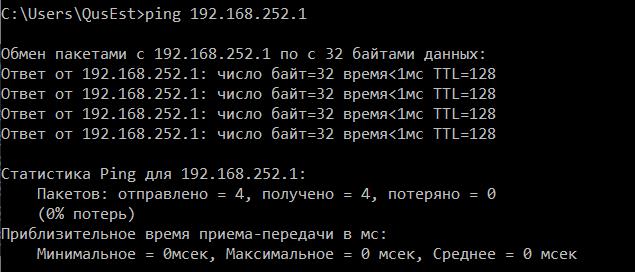 C:\Users\QusEst>ping 192.168.252.1
Обмен пакетами с 192.168.252.1 по с 32 байтами данных:
Ответ от 192.168.252.1: число байт=32 время<1мс TTL=128
Ответ от 192.168.252.1: число байт=32 время<1мс TTL=128
Ответ от 192.168.252.1: число байт=32 время<1мс TTL=128
Ответ от 192.168.252.1: число байт=32 время<1мс TTL=128
Статистика Ping для 192.168.252.1:
Пакетов: отправлено = 4, получено = 4, потеряно = 0
(0% потерь)
Приблизительное время приема-передачи в мс:
Минимальное = 0мсек, Максимальное = 0 мсек, Среднее = 0 мсек